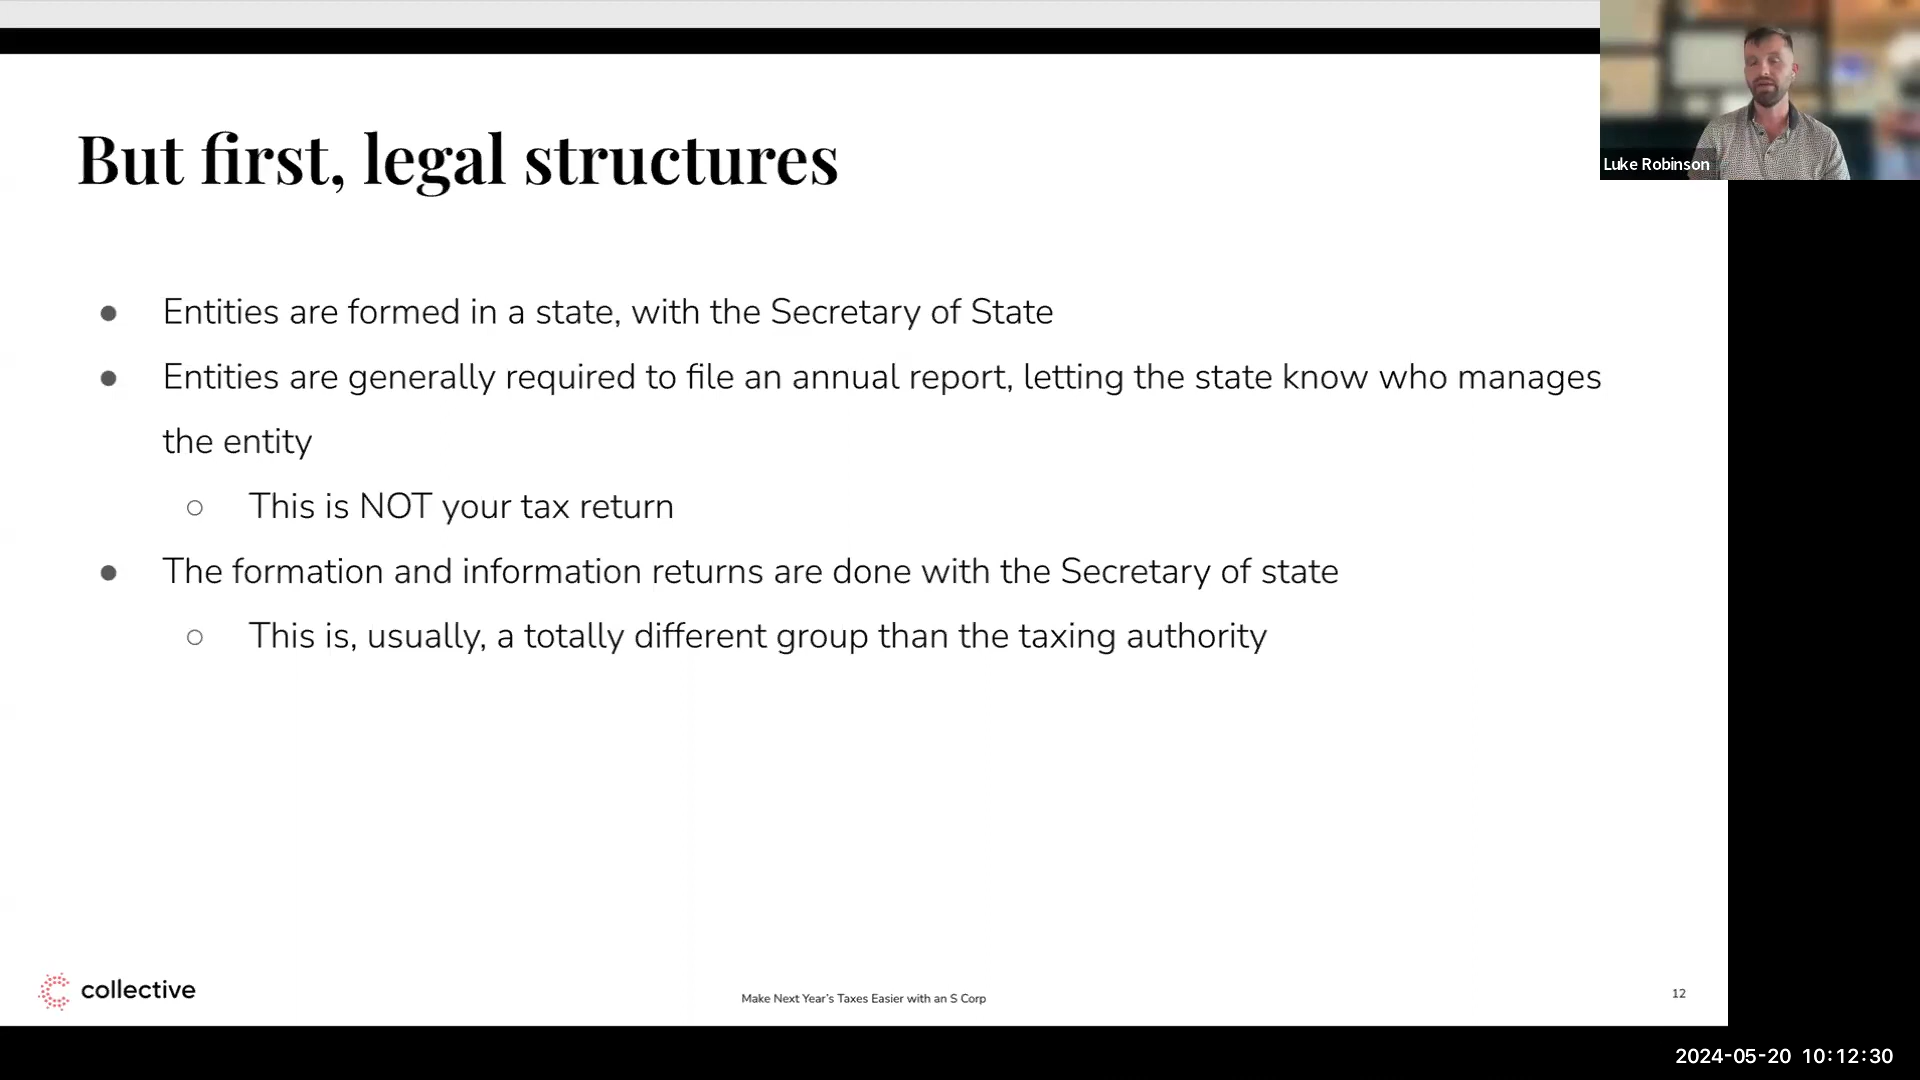 But first, legal structures
Luke Robinson
● Entities are formed in a state, with the Secretary of State
● Entities are generally required to file an annual report, letting the state know who manages
the entity
○ This is NOT your tax return
● The formation and information returns are done with the Secretary of state
○ This is, usually, a totally different group than the taxing authority
collective
Make Next Year's Taxes Easier with an S Corp
12
2024-05-20 10:12:30